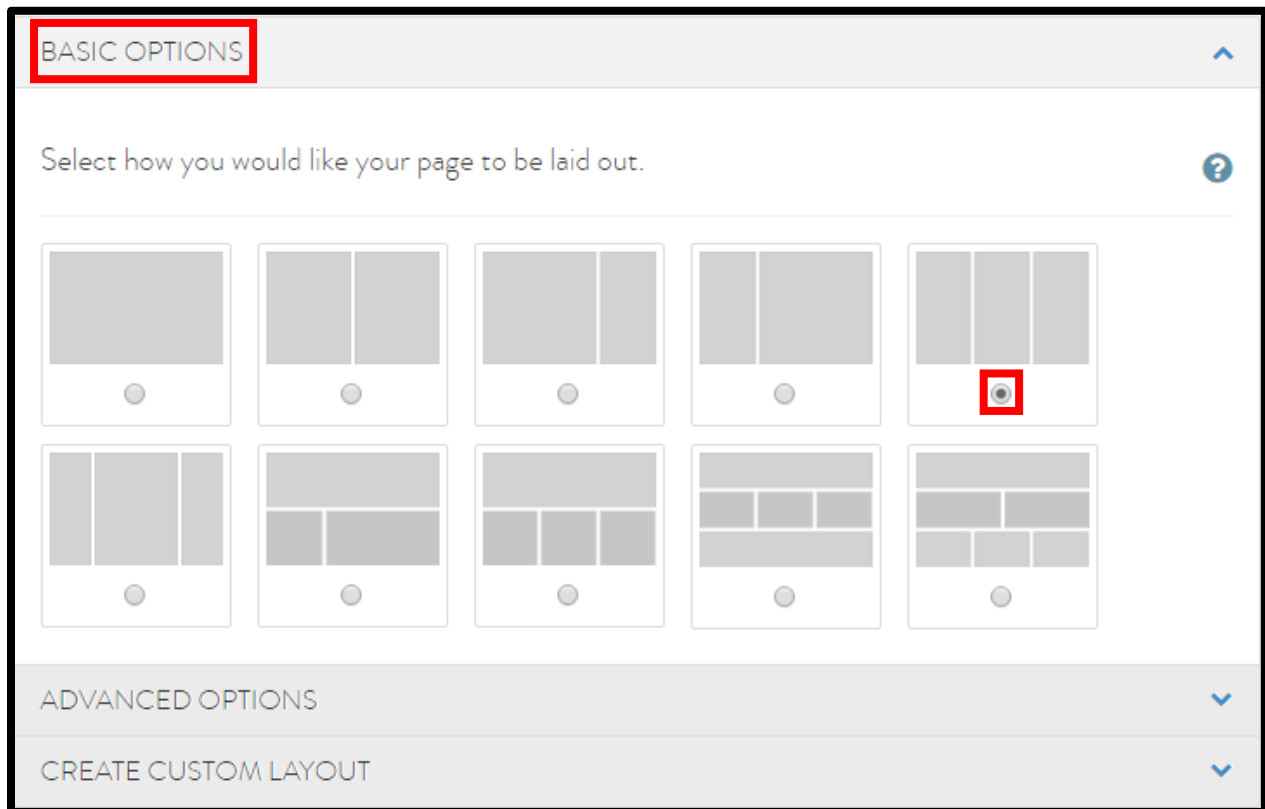 BASIC OPTIONS
Select how you would like your page to be laid out.
?
ADVANCED OPTIONS
CREATE CUSTOM LAYOUT